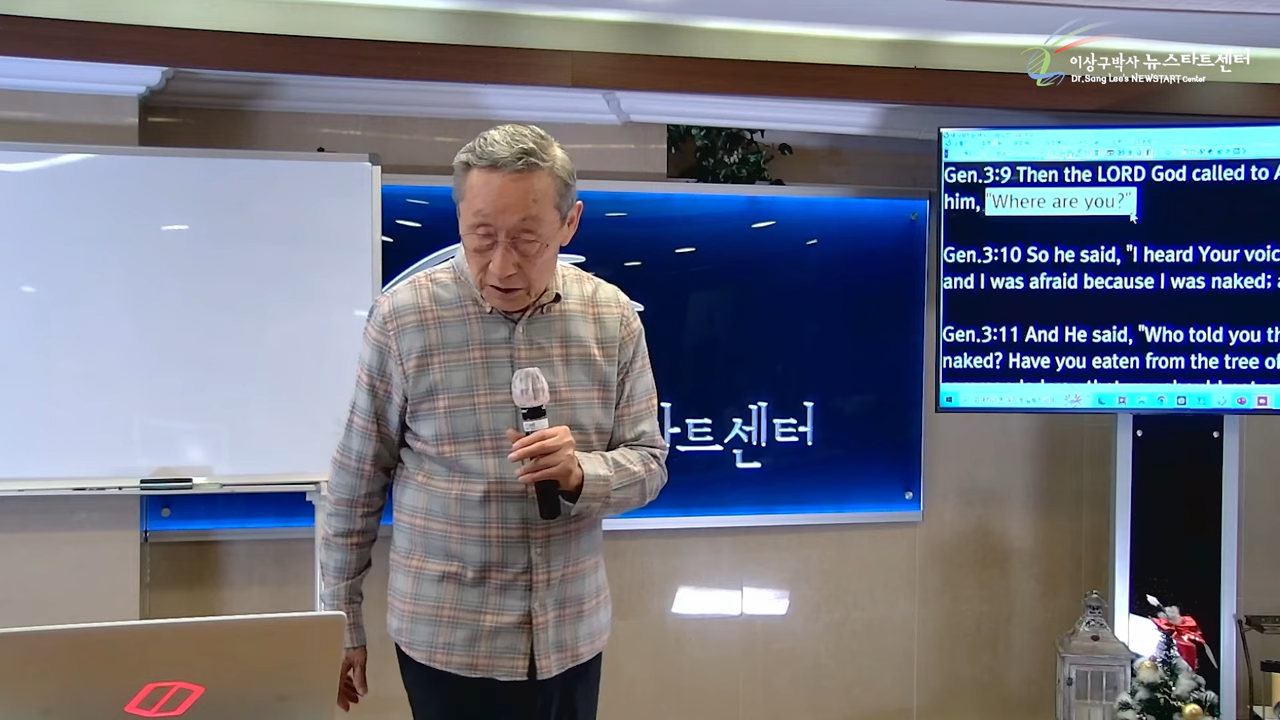 이상구박사 뉴스타트센터
Dr.Sang Lee's NEWSTART Center
Gen.3:9 Then the LORD God called to A
him, "Where are you?"
Gen.3:10 So he said, "I heard Your voic
and I was afraid because I was naked; a
Gen.3:11 And He said, "Who told you th
naked? Have you eaten from the tree of
타트센터